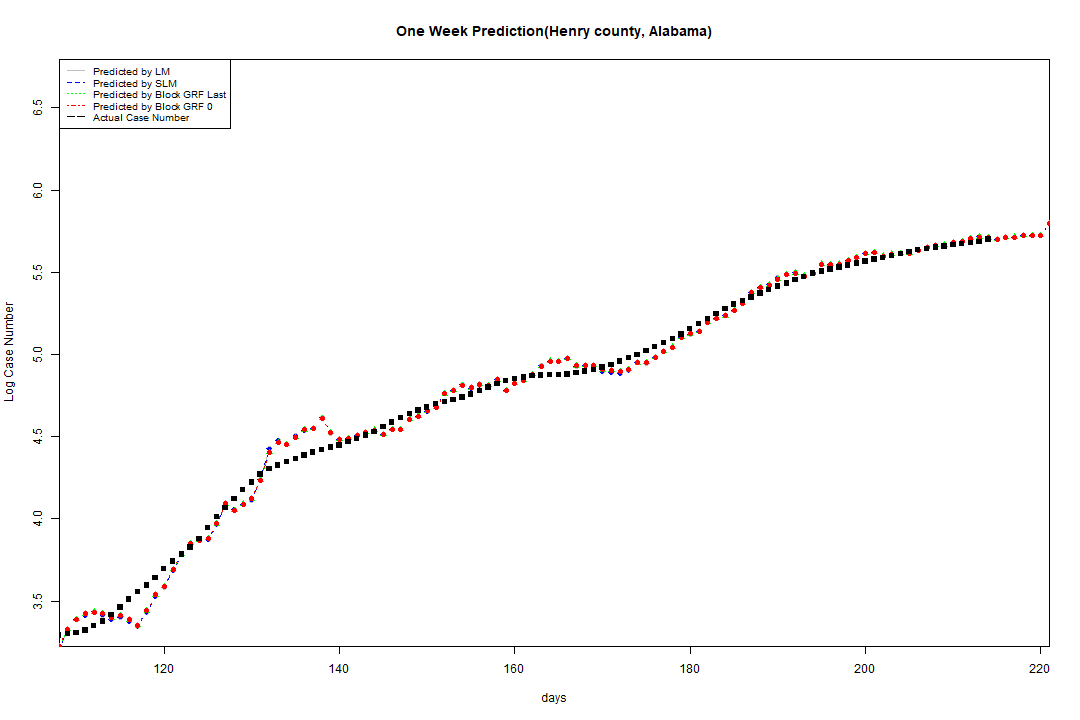 One Week Prediction(Henry county, Alabama)
Predicted by LM
Predicted by SLM
Predicted by Block GRF Last
Predicted by Block GRF 0
Actual Case Number
6.5
6.0
5.5
5.0
4.5
4.0
3.5
Log Case Number
120 140 160 180 200 220
days